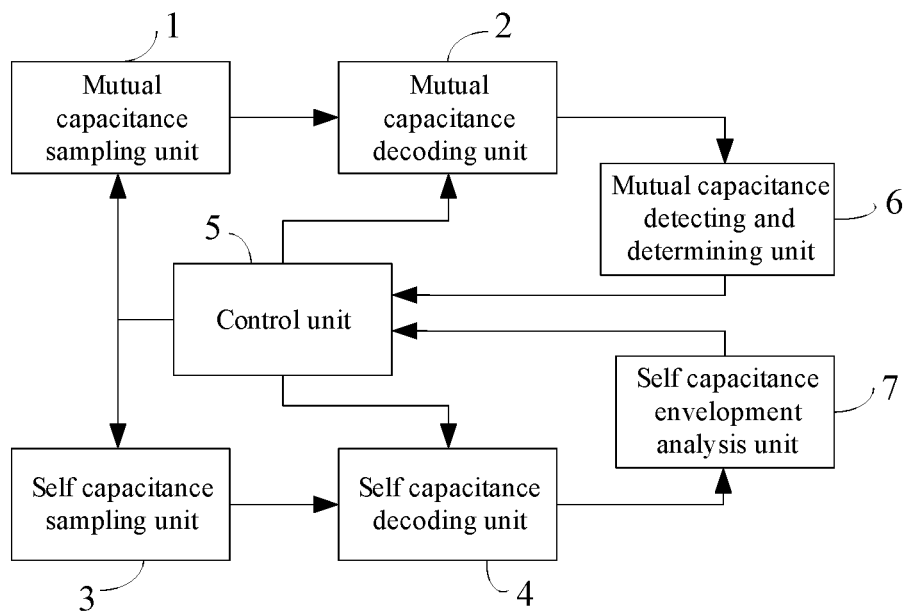 1
2
Mutual
capacitance
sampling unit
Mutual
capacitance
decoding unit
Mutual capacitance
detecting and
determining unit
6
5
Control unit
Self capacitance
envelopment
analysis unit
7
Self capacitance
sampling unit
Self capacitance
decoding unit
3
4